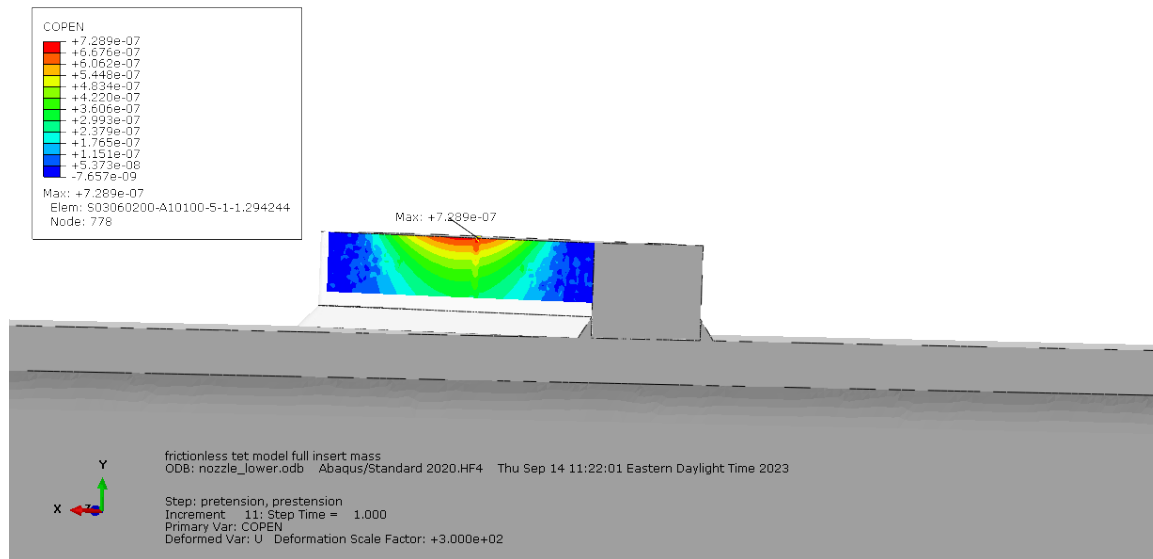 COPEN
+7.289e-07
+6.676e-07
+6.062e-07
+5.448e-07
+4.834e-07
+4.220e-07
+3.606e-07
+2.993e-07
+2.379e-07
+1.765e-07
+1.151e-07
+5.373e-08
-7.657e-09
Max: +7.289e-07
Elem: S03060200-A10100-5-1-1.294244
Node: 778
Max: +7.289e-07
frictionless tet model full insert mass
ODB: nozzle_lower.odb    Abaqus/Standard 2020.HF4    Thu Sep 14 11:22:01 Eastern Daylight Time 2023
Y
X
Z
Step: pretension, prestension
Increment    11: Step Time =    1.000
Primary Var: COPEN
Deformed Var: U    Deformation Scale Factor: +3.000e+02